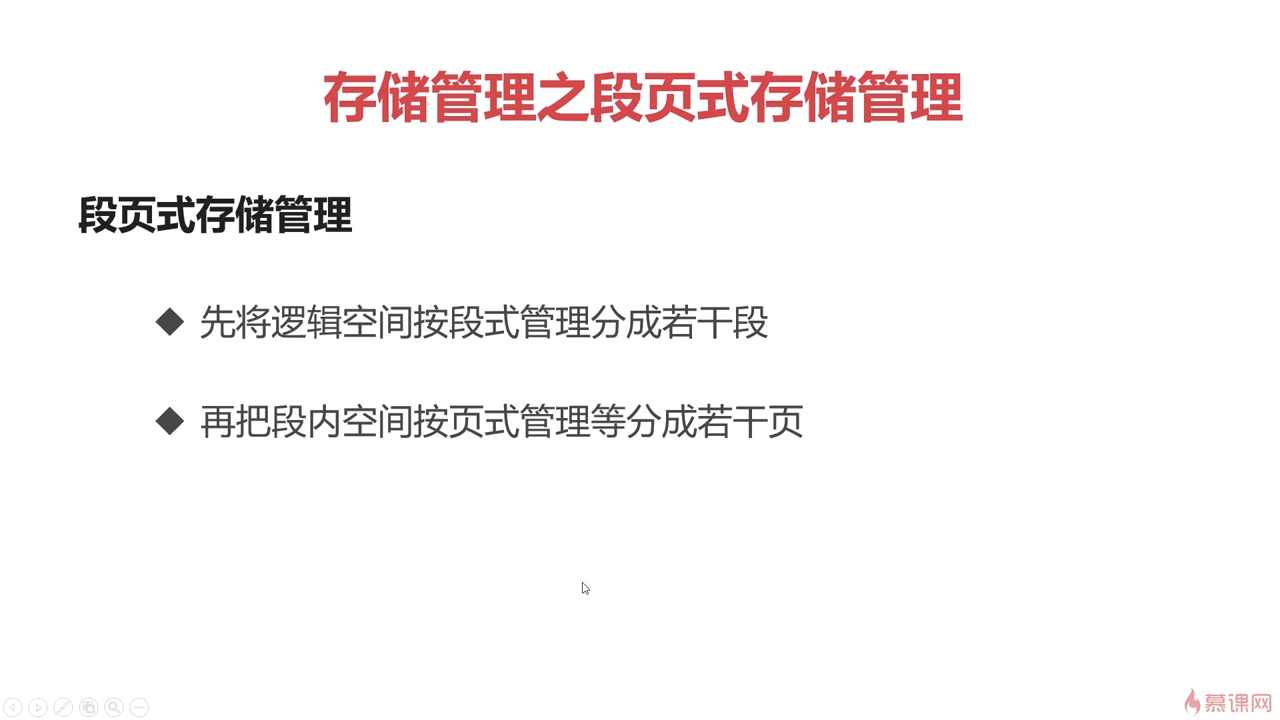 存储管理之段页式存储管理
段页式存储管理
先将逻辑空间按段式管理分成若干段
再把段内空间按页式管理等分成若干页
慕课网